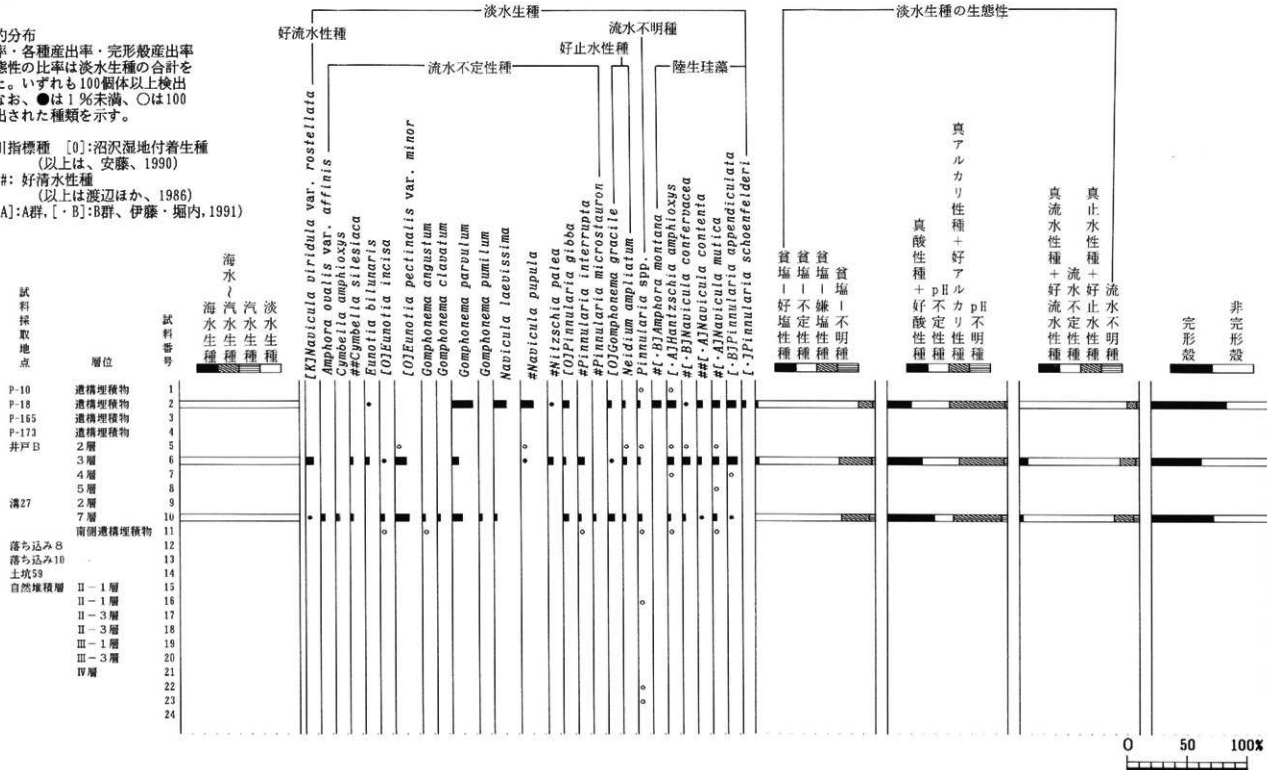 的分布
率・各種産出率・完形殻産出率
態性の比率は淡水生種の合計を
た。いずれも100個体以上検出
なお、●は1%未満、○は100
出された種類を示す。
川指標種 [O]:沼沢湿地付着生種
(以上は、安藤、1990)
#: 好清水性種
(以上は渡辺ほか、1986)
A]:A群,[・B]:B群、伊藤・堀内,1991)
淡水生種
好流水性種
流水不定性種
好止水性種
流水不明種
陸生珪藻
淡水生種の生態性
試料採取地点
層位
試料番号
海水生種
海水~汽水生種
汽水生種
淡水生種
[K]Navicula viridula var. rostellata
Amphora ovalis var. affinis
Cymbella amphioxys
##Cymbella silesiaca
Eunotia bilunaris
[O]Eunotia incisa
[O]Eunotia pectinalis var. minor
Gomphonema angustum
Gomphonema clavatum
Gomphonema parvulum
Gomphonema pumilum
Navicula laevissima
#Navicula pupula
#Nitzschia palea
[O]Pinnularia gibba
#Pinnularia interrupta
#Pinnularia microstauron
[O]Gomphonema gracile
Neidium ampliatum
Pinnularia spp.
#[・B]Amphora montana
[・A]Hantzschia amphioxys
#[・B]Navicula confervacea
##[・A]Navicula contenta
#[・A]Navicula mutica
[・B]Pinnularia appendiculata
[・]Pinnularia schoenfelderi
貧塩-好塩性種
貧塩-不定性種
貧塩-嫌塩性種
貧塩-不明種
真酸性種+好酸性種
pH不定性種
真アルカリ性種+好アルカリ性種
pH不明種
真流水性種+好流水性種
流水不定性種
真止水性種+好止水性種
流水不明種
完形殻
非完形殻
P-10 遺構埋積物 1
P-18 遺構埋積物 2
P-165 遺構埋積物 3
P-173 遺構埋積物 4
井戸B 2層 5
3層 6
4層 7
5層 8
溝27 2層 9
7層 10
南側遺構埋積物 11
落ち込み8 12
落ち込み10 13
土坑59 14
自然堆積層 Ⅱ-1層 15
Ⅱ-1層 16
Ⅱ-3層 17
Ⅱ-3層 18
Ⅲ-1層 19
Ⅲ-3層 20
Ⅳ層 21
22
23
24
0 50 100%